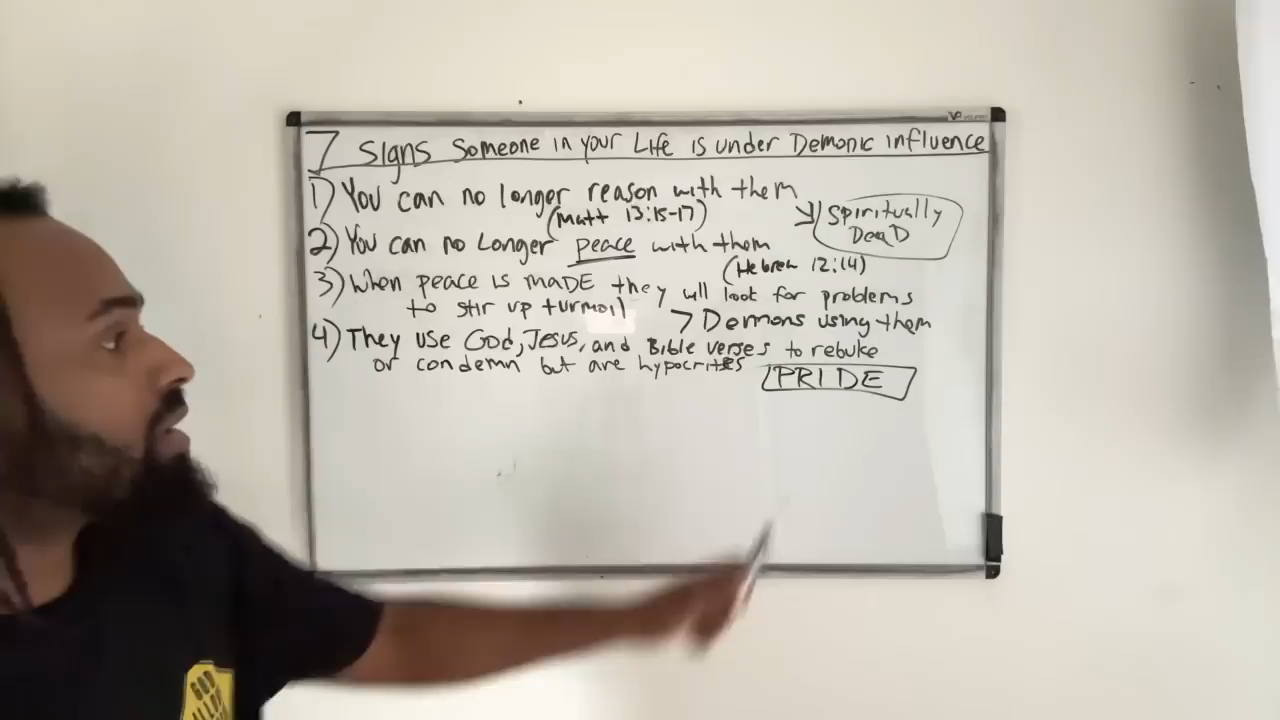 7 Signs Someone in your Life is under Demonic influence
1) You can no longer reason with them
(Matt 13:15-17)
Spiritually
DeaD
2) You can no Longer peace with them
(Hebrew 12:14)
3) When peace is maDE they will look for problems
to stir up turmoil
> Demons using them
4) They use God, Jesus, and Bible verses to rebuke
or condemn but are hypocrites
PRIDE
GOD